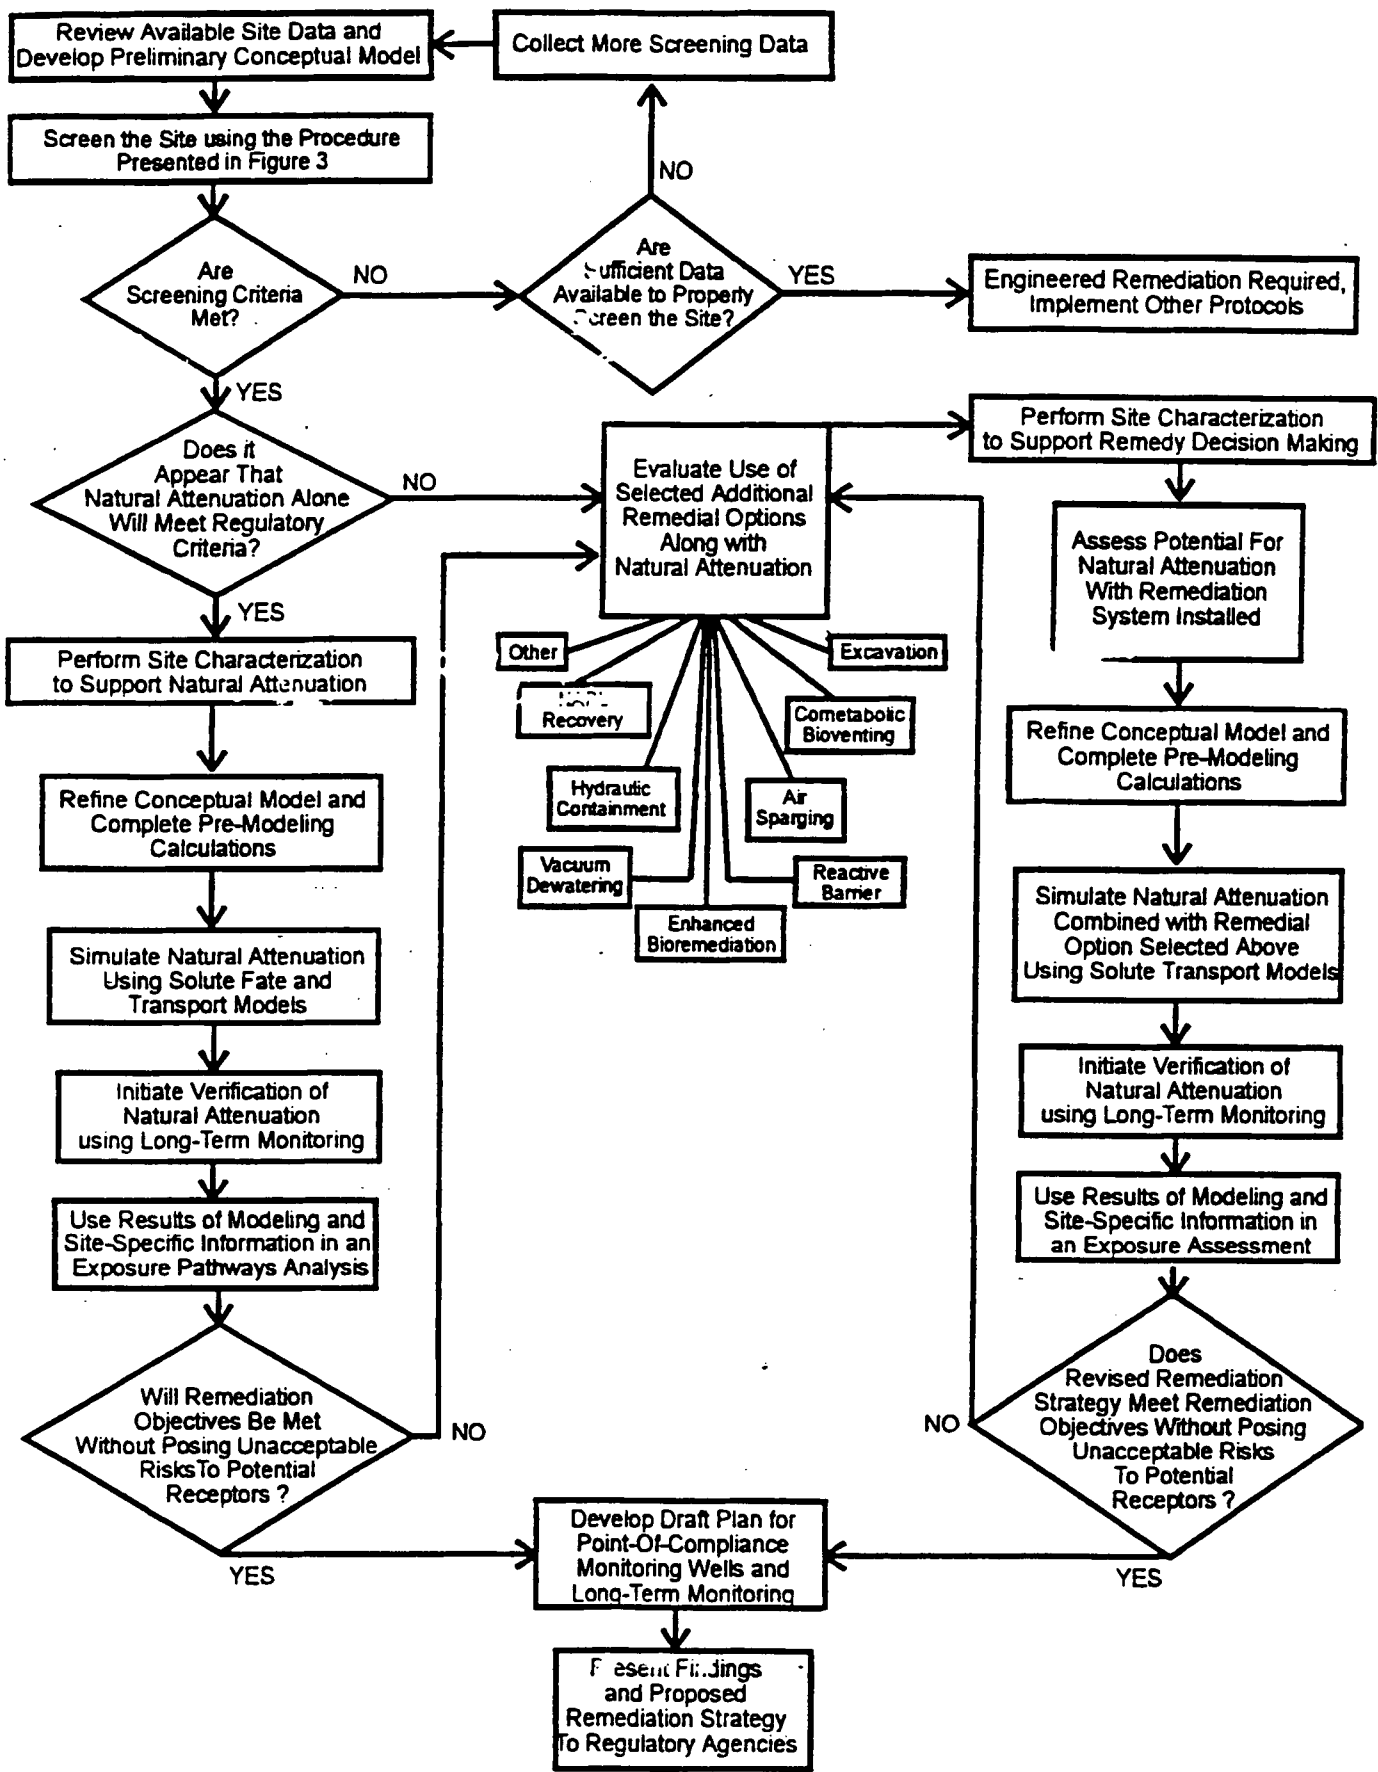 Review Available Site Data and
Develop Preliminary Conceptual Model
Collect More Screening Data
Screen the Site using the Procedure
Presented in Figure 3
NO
Are
Screening Criteria
Met?
NO
Are
Sufficient Data
Available to Properly
Screen the Site?
YES
Engineered Remediation Required,
Implement Other Protocols
YES
Does it
Appear That
Natural Attenuation Alone
Will Meet Regulatory
Criteria?
NO
Evaluate Use of
Selected Additional
Remedial Options
Along with
Natural Attenuation
Perform Site Characterization
to Support Remedy Decision Making
Assess Potential For
Natural Attenuation
With Remediation
System Installed
YES
Perform Site Characterization
to Support Natural Attenuation
Other
Excavation
Recovery
Cometabolic
Bioventing
Hydraulic
Containment
Air
Sparging
Vacuum
Dewatering
Reactive
Barrier
Enhanced
Bioremediation
Refine Conceptual Model and
Complete Pre-Modeling
Calculations
Refine Conceptual Model and
Complete Pre-Modeling
Calculations
Simulate Natural Attenuation
Using Solute Fate and
Transport Models
Simulate Natural Attenuation
Combined with Remedial
Option Selected Above
Using Solute Transport Models
Initiate Verification of
Natural Attenuation
using Long-Term Monitoring
Initiate Verification of
Natural Attenuation
using Long-Term Monitoring
Use Results of Modeling and
Site-Specific Information in an
Exposure Pathways Analysis
Use Results of Modeling and
Site-Specific Information in
an Exposure Assessment
Will Remediation
Objectives Be Met
Without Posing Unacceptable
RisksTo Potential
Receptors ?
NO
NO
Does
Revised Remediation
Strategy Meet Remediation
Objectives Without Posing
Unacceptable Risks
To Potential
Receptors ?
YES
Develop Draft Plan for
Point-Of-Compliance
Monitoring Wells and
Long-Term Monitoring
YES
Present Findings
and Proposed
Remediation Strategy
To Regulatory Agencies